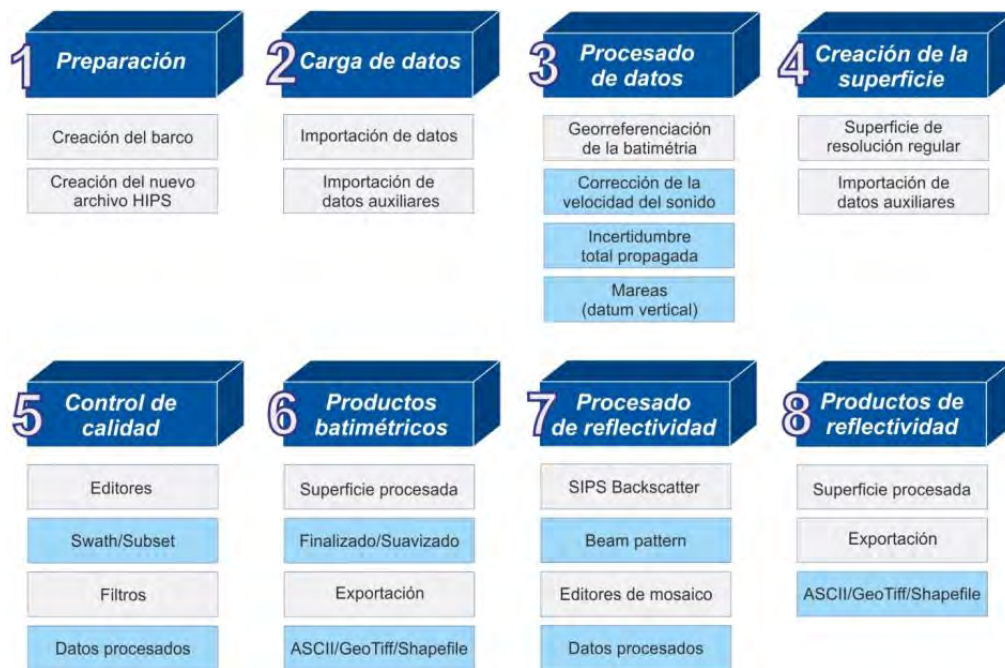 1 Preparación
Creación del barco
Creación del nuevo
archivo HIPS
2 Carga de datos
Importación de datos
Importación de
datos auxiliares
3 Procesado
de datos
Georreferenciación
de la batimétria
Corrección de la
velocidad del sonido
Incertidumbre
total propagada
Mareas
(datum vertical)
4 Creación de la
superficie
Superficie de
resolución regular
Importación de
datos auxiliares
5 Control de
calidad
Editores
Swath/Subset
Filtros
Datos procesados
6 Productos
batimétricos
Superficie procesada
Finalizado/Suavizado
Exportación
ASCII/GeoTiff/Shapefile
7 Procesado
de reflectividad
SIPS Backscatter
Beam pattern
Editores de mosaico
Datos procesados
8 Productos de
reflectividad
Superficie procesada
Exportación
ASCII/GeoTiff/Shapefile